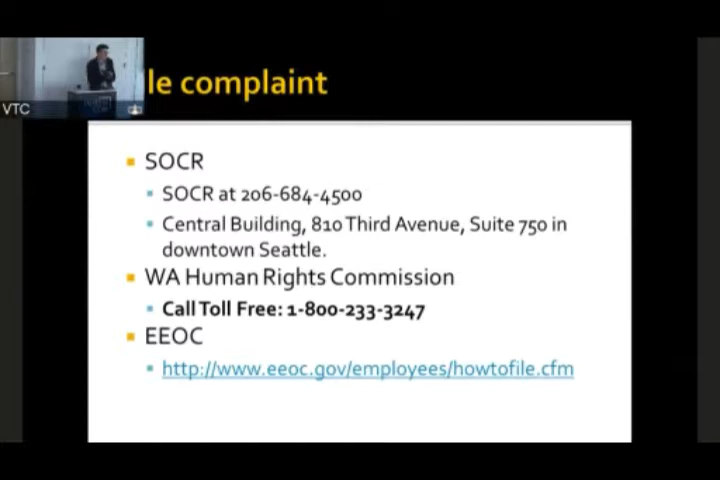 le complaint
VTC
SOCR
SOCR at 206-684-4500
Central Building, 810 Third Avenue, Suite 750 in
downtown Seattle.
WA Human Rights Commission
Call Toll Free: 1-800-233-3247
EEOC
http://www.eeoc.gov/employees/howtofile.cfm